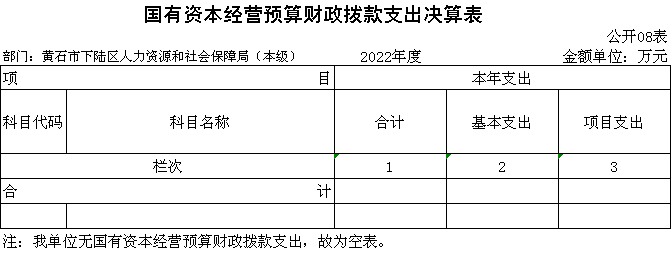 国有资本经营预算财政拨款支出决算表
公开08表
部门：黄石市下陆区人力资源和社会保障局（本级） 2022年度 金额单位：万元
项 目 本年支出
科目代码 科目名称 合计 基本支出 项目支出
栏次 1 2 3
合 计
注：我单位无国有资本经营预算财政拨款支出，故为空表。